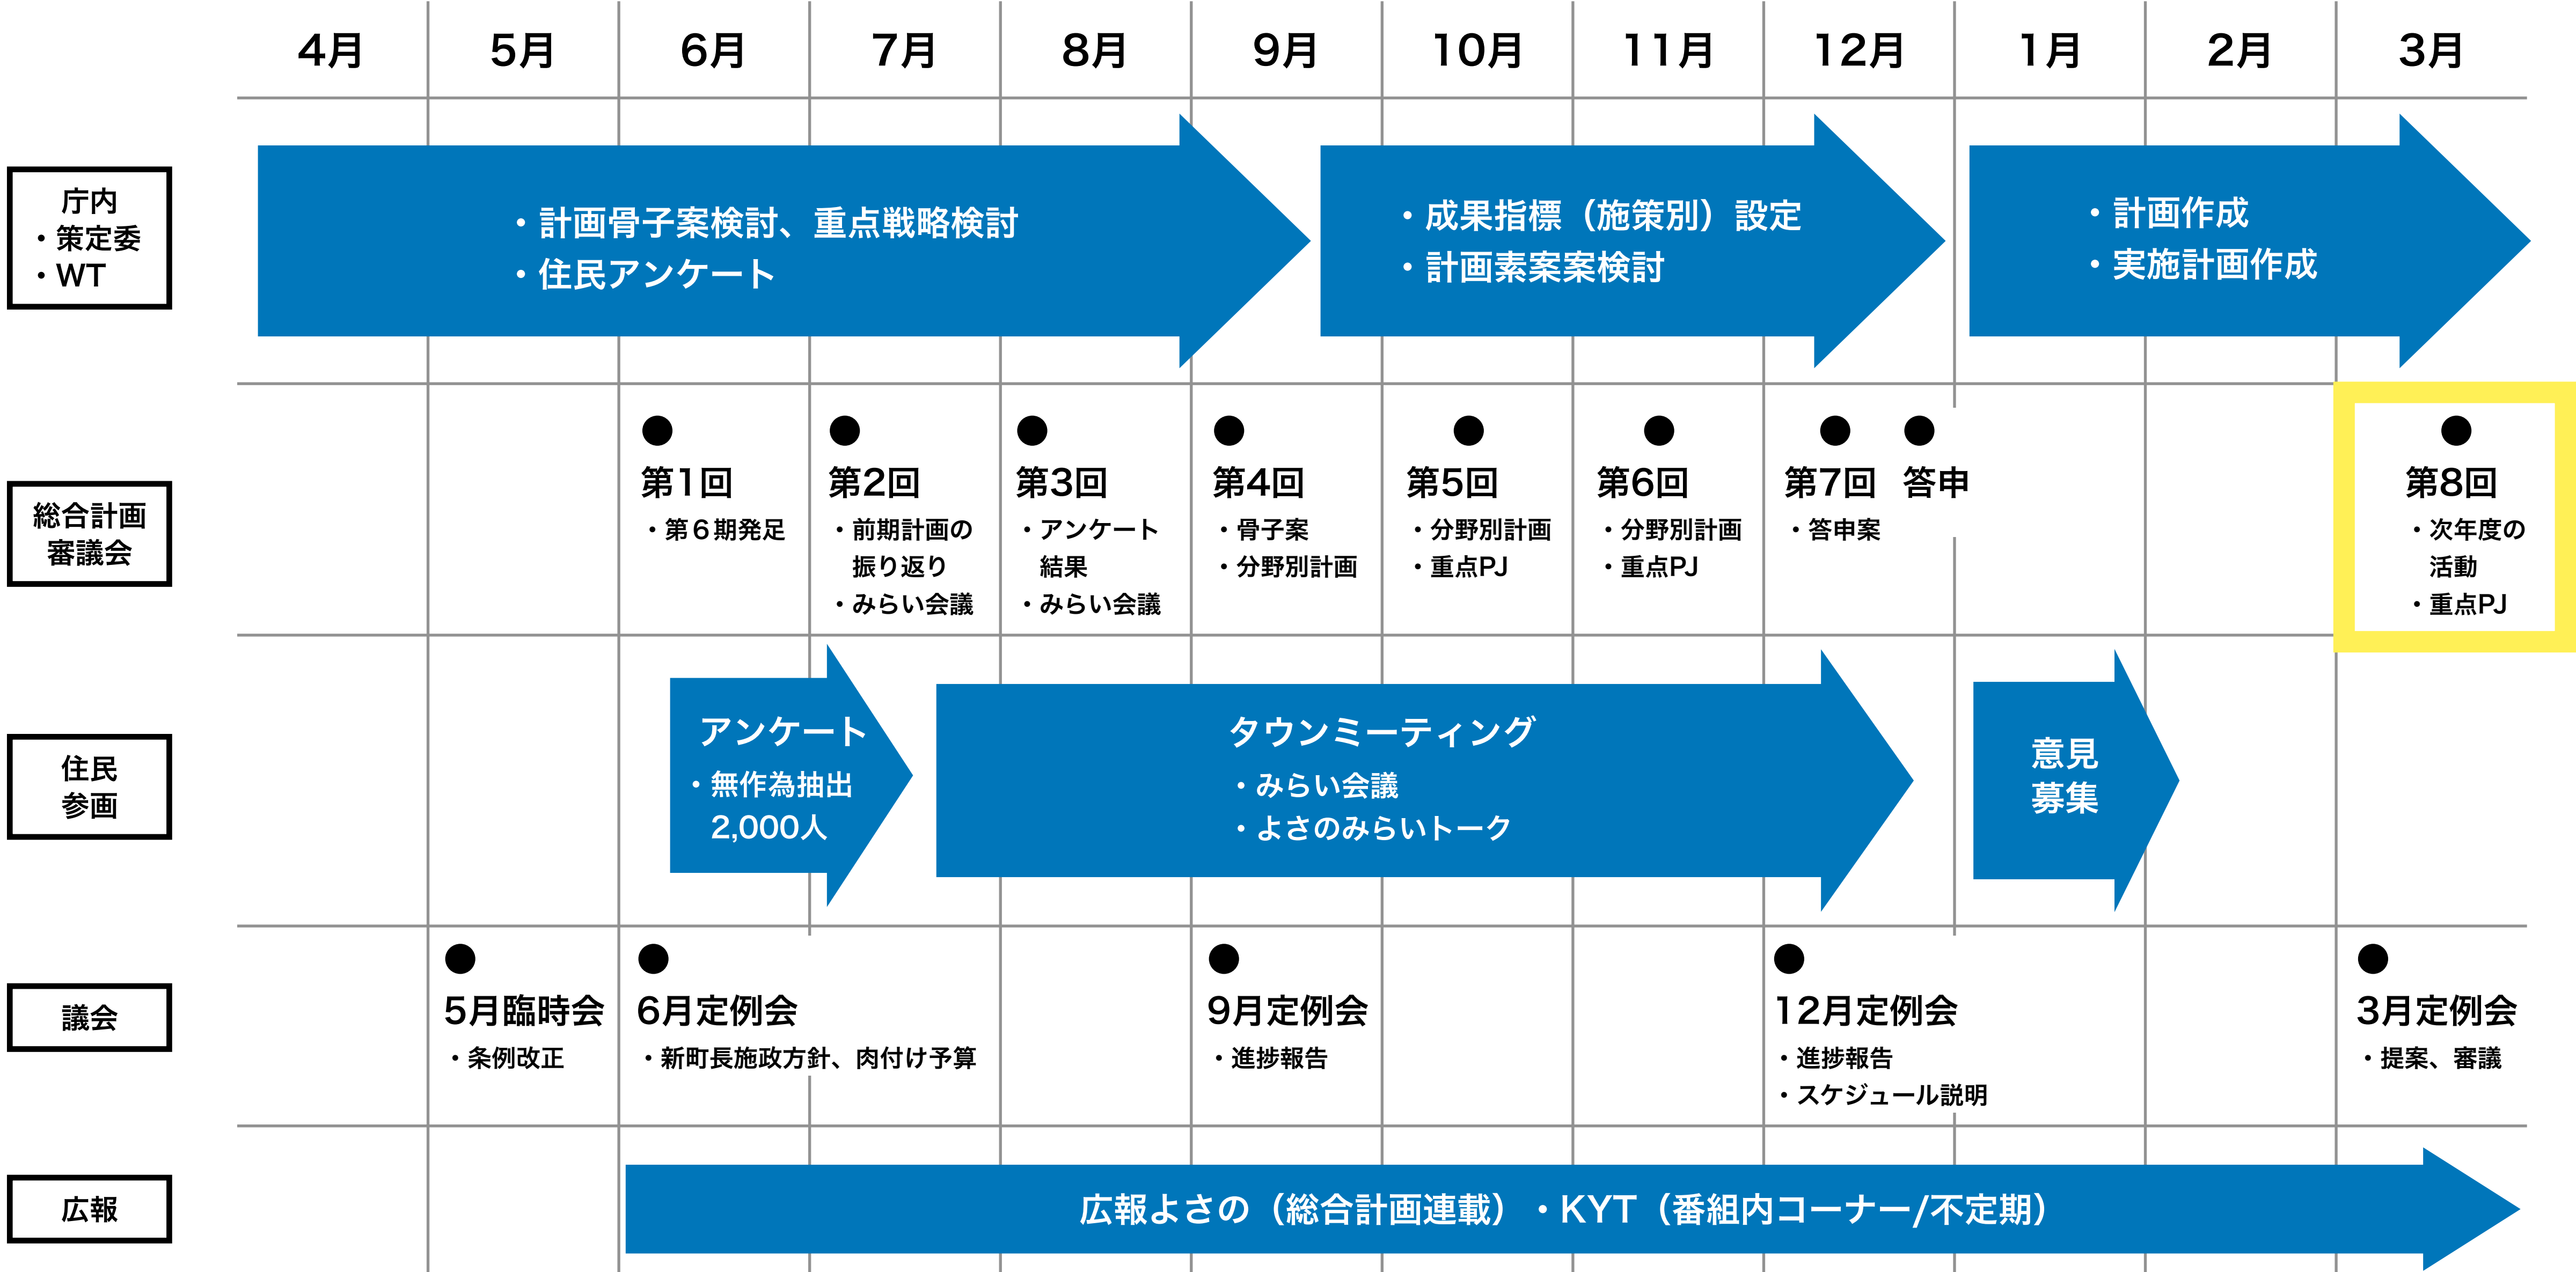 4月 5月 6月 7月 8月 9月 10月 11月 12月 1月 2月 3月
庁内
・策定委
・WT
・計画骨子案検討、重点戦略検討
・住民アンケート
・成果指標（施策別）設定
・計画素案案検討
・計画作成
・実施計画作成
総合計画
審議会
第1回
・第６期発足
第2回
・前期計画の
振り返り
・みらい会議
第3回
・アンケート
結果
・みらい会議
第4回
・骨子案
・分野別計画
第5回
・分野別計画
・重点PJ
第6回
・分野別計画
・重点PJ
第7回
・答申案
答申
第8回
・次年度の
活動
・重点PJ
住民
参画
アンケート
・無作為抽出
2,000人
タウンミーティング
・みらい会議
・よさのみらいトーク
意見
募集
議会
5月臨時会
・条例改正
6月定例会
・新町長施政方針、肉付け予算
9月定例会
・進捗報告
12月定例会
・進捗報告
・スケジュール説明
3月定例会
・提案、審議
広報
広報よさの（総合計画連載）・KYT（番組内コーナー/不定期）